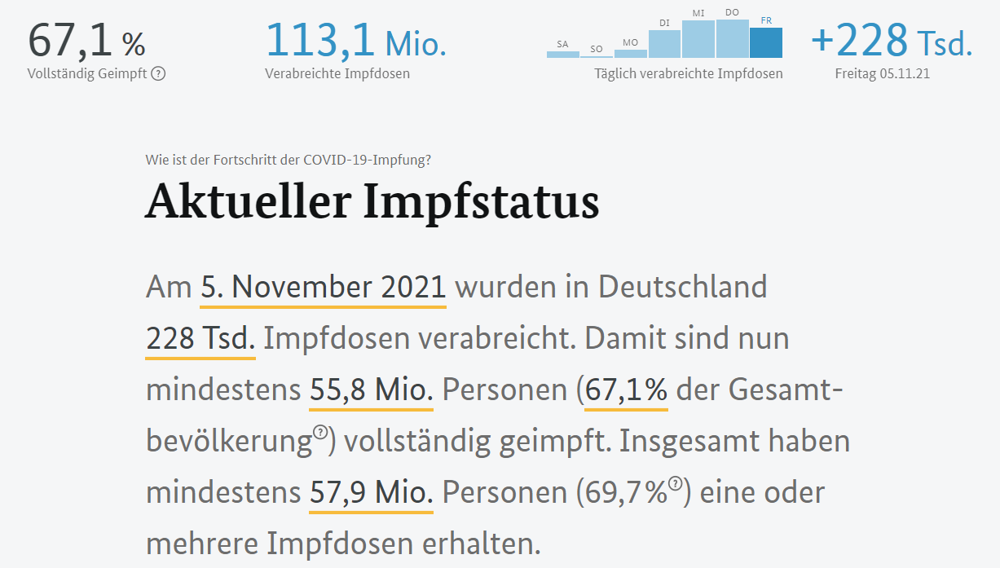 67,1 %
Vollständig Geimpft ?
113,1 Mio.
Verabreichte Impfdosen
SA SO MO DI MI DO FR
Täglich verabreichte Impfdosen
+228 Tsd.
Freitag 05.11.21
Wie ist der Fortschritt der COVID-19-Impfung?
Aktueller Impfstatus
Am 5. November 2021 wurden in Deutschland
228 Tsd. Impfdosen verabreicht. Damit sind nun
mindestens 55,8 Mio. Personen (67,1% der Gesamt-
bevölkerung?) vollständig geimpft. Insgesamt haben
mindestens 57,9 Mio. Personen (69,7%?) eine oder
mehrere Impfdosen erhalten.